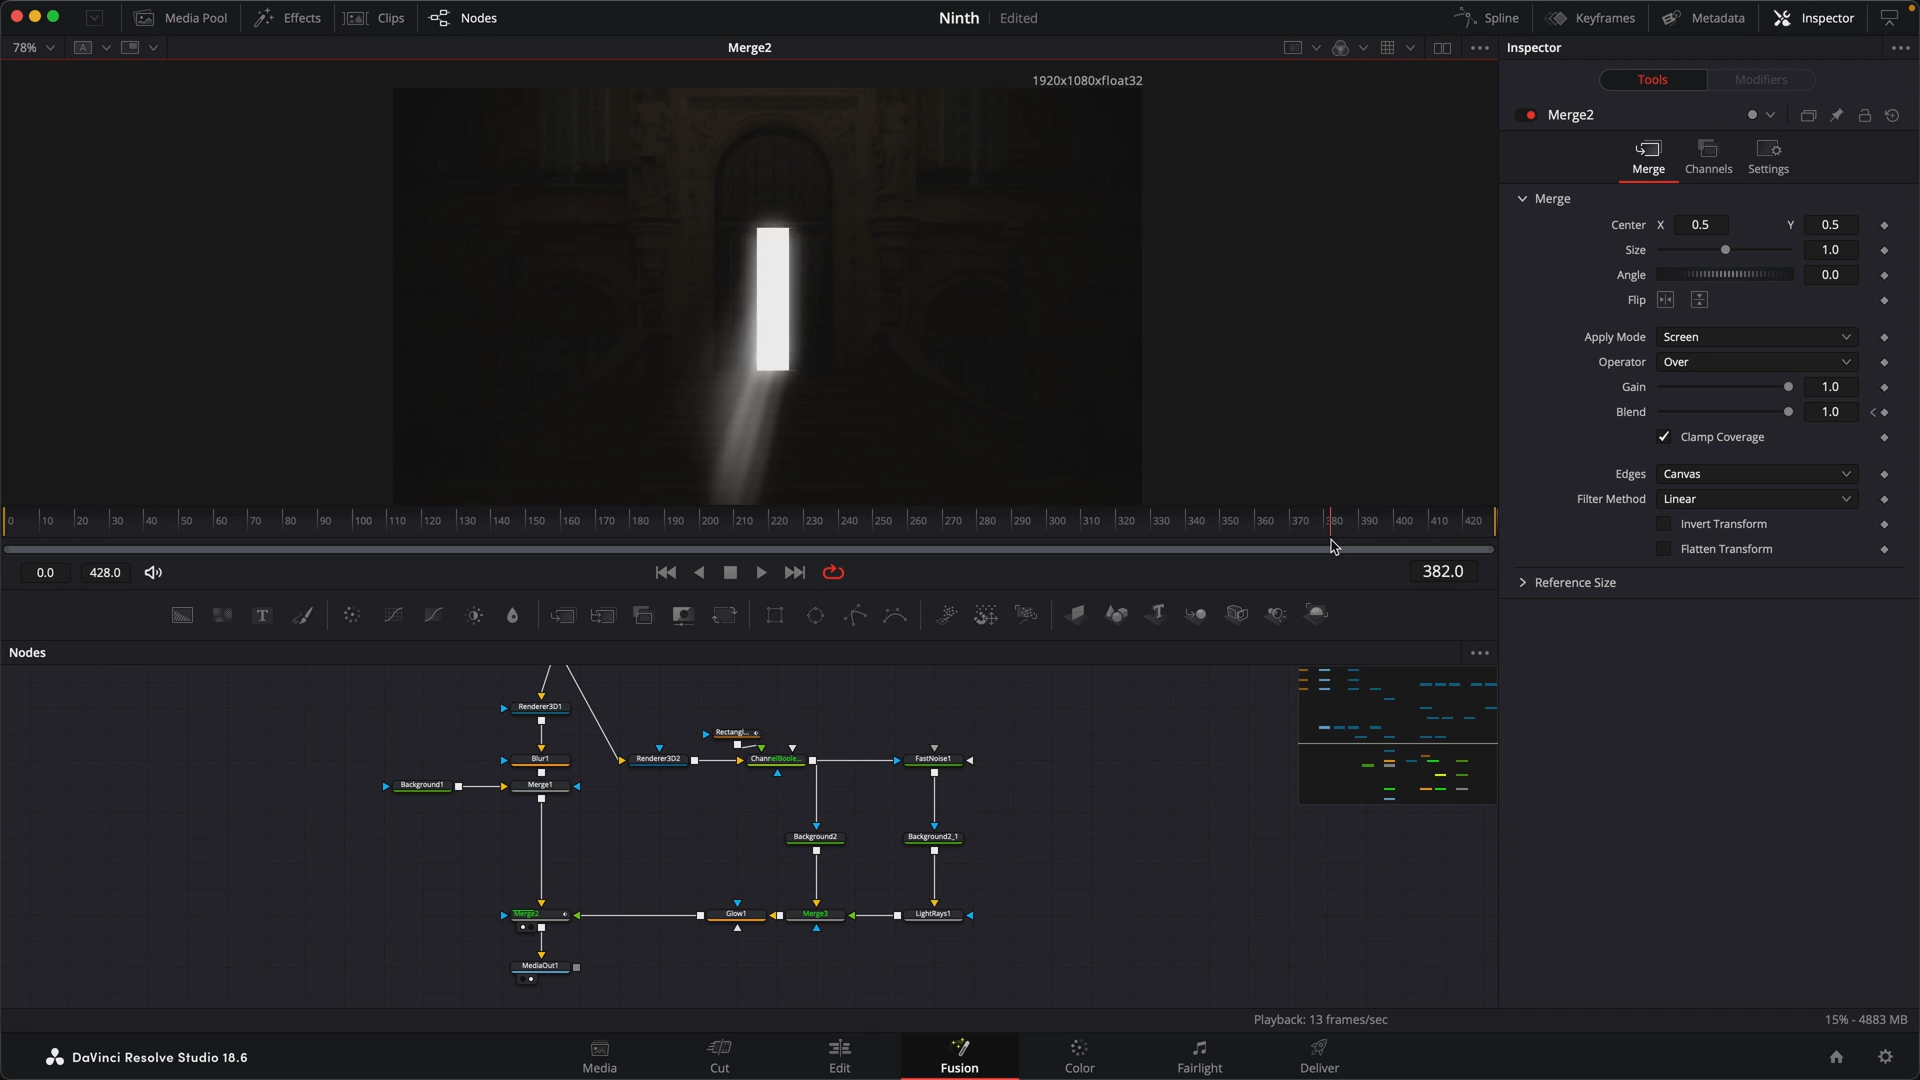 Media Pool Effects Clips Nodes Ninth Edited Spline Keyframes Metadata Inspector
78% A Merge2 Inspector
1920x1080xfloat32
Tools Modifiers
Merge2
Merge Channels Settings
Merge
Center X 0.5 Y 0.5
Size 1.0
Angle 0.0
Flip
Apply Mode Screen
Operator Over
Gain 1.0
Blend 1.0
Clamp Coverage
Edges Canvas
Filter Method Linear
Invert Transform
Flatten Transform
Reference Size
0 10 20 30 40 50 60 70 80 90 100 110 120 130 140 150 160 170 180 190 200 210 220 230 240 250 260 270 280 290 300 310 320 330 340 350 360 370 380 390 400 410 420
0.0 428.0 382.0
T T
Nodes
Renderer3D1
Rectangl...
Blur1 Renderer3D2 ChannelBoole... FastNoise1
Background1 Merge1
Background2 Background2_1
Merge2 Glow1 Merge3 LightRays1
MediaOut1
Playback: 13 frames/sec 15% - 4883 MB
DaVinci Resolve Studio 18.6
Media Cut Edit Fusion Color Fairlight Deliver